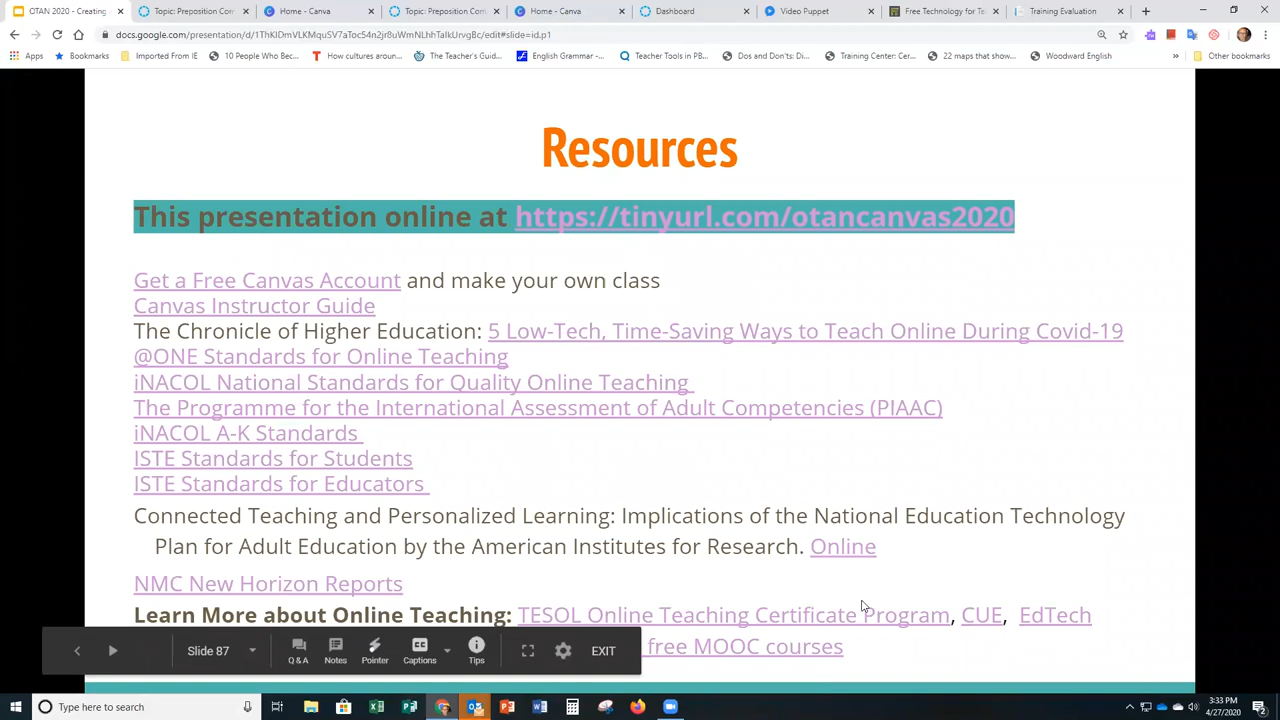 OTAN 2020 - Creating
Topic: Preposition Com
Home - Canva
Topic: Preposition Com
Home - Canva
Dashboard
Video Puppet
Free Technology for Te
Training Evaluation
docs.google.com/presentation/d/1ThKIDmVLKMquSV7aToc54n2jr8uWmNLhhTaIkUrvgBc/edit#slide=id.p1
Apps
Bookmarks
Imported From IE
10 People Who Bec...
How cultures aroun...
The Teacher's Guid...
English Grammar –...
Teacher Tools in PB...
Dos and Don'ts: Di...
Training Center: Cer...
22 maps that show...
Woodward English
»
Other bookmarks
Resources
This presentation online at https://tinyurl.com/otancanvas2020
Get a Free Canvas Account and make your own class
Canvas Instructor Guide
The Chronicle of Higher Education: 5 Low-Tech, Time-Saving Ways to Teach Online During Covid-19
@ONE Standards for Online Teaching
iNACOL National Standards for Quality Online Teaching
The Programme for the International Assessment of Adult Competencies (PIAAC)
iNACOL A-K Standards
ISTE Standards for Students
ISTE Standards for Educators
Connected Teaching and Personalized Learning: Implications of the National Education Technology
Plan for Adult Education by the American Institutes for Research. Online
NMC New Horizon Reports
Learn More about Online Teaching: TESOL Online Teaching Certificate Program, CUE, EdTech
free MOOC courses
Slide 87
Q & A
Notes
Pointer
Captions
Tips
EXIT
Type here to search
3:33 PM
4/27/2020
2